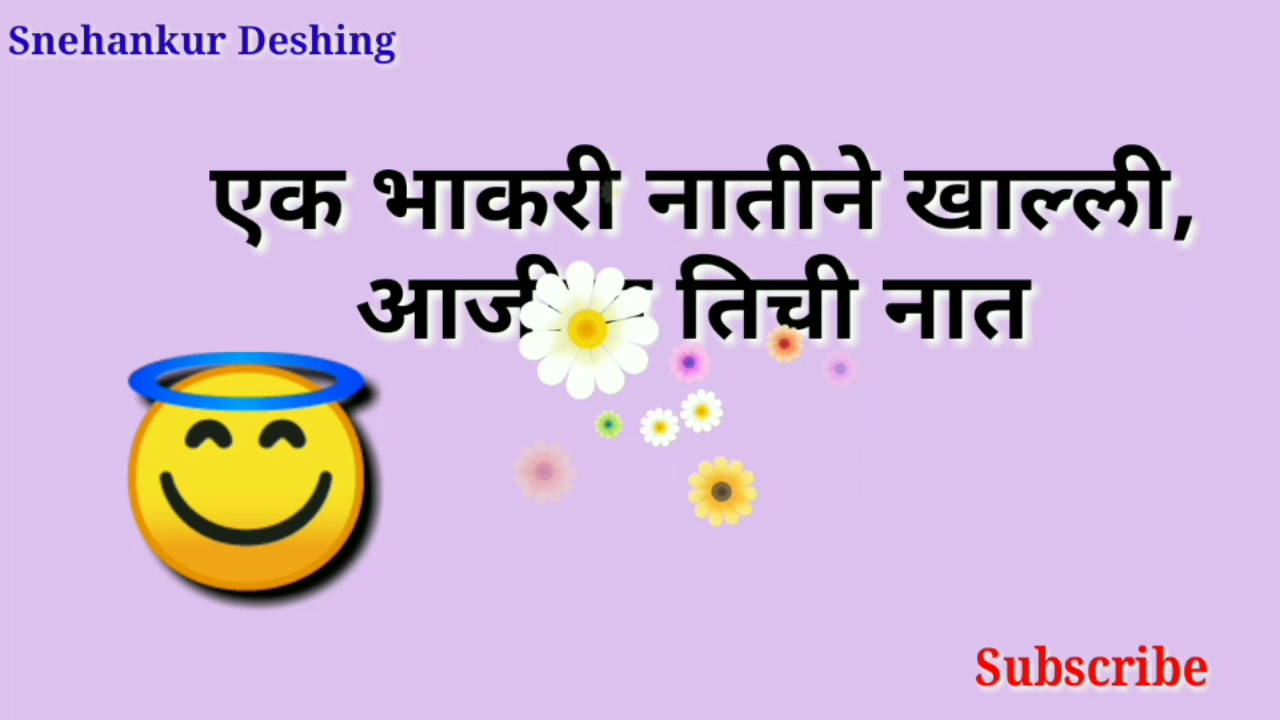 Snehankur Deshing
एक भाकरी नातीने खाल्ली,
तिची नात
Subscribe